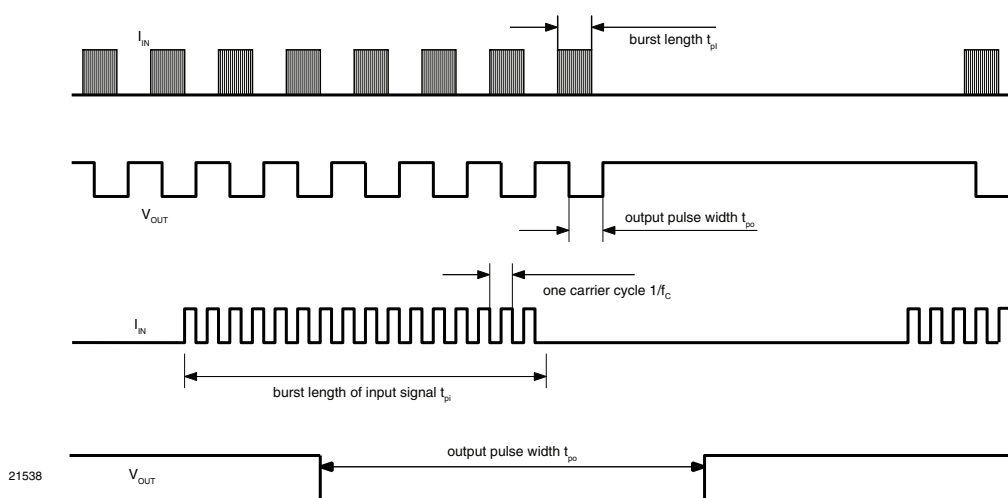 I_IN
burst length t_pl
V_OUT
output pulse width t_po
one carrier cycle 1/f_C
I_IN
burst length of input signal t_pi
output pulse width t_po
V_OUT
21538